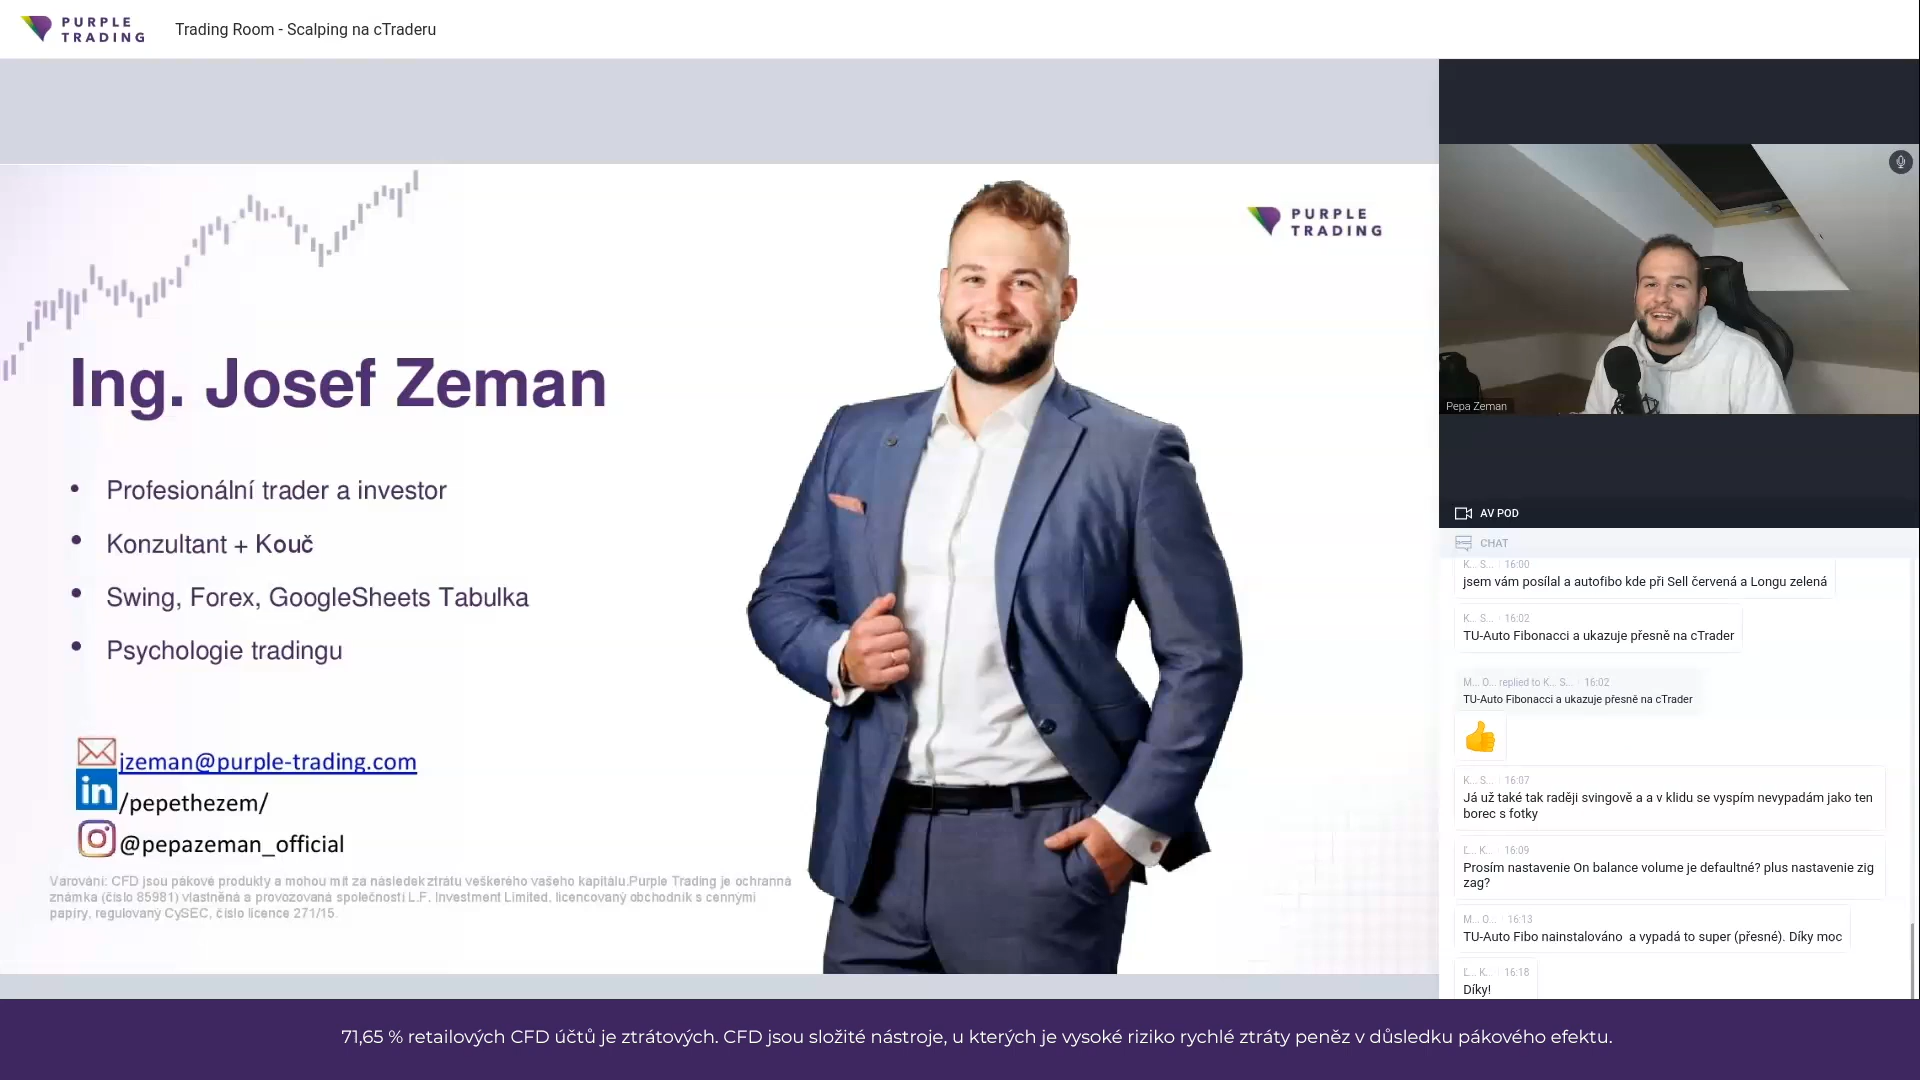 PURPLE
TRADING
Trading Room - Scalping na cTraderu
PURPLE
TRADING
Ing. Josef Zeman
• Profesionální trader a investor
• Konzultant + Kouč
• Swing, Forex, GoogleSheets Tabulka
• Psychologie tradingu
jzeman@purple-trading.com
in /pepethezem/
@pepazeman_official
Varování: CFD jsou pákové produkty a mohou mít za následek ztrátu veškerého vašeho kapitálu.Purple Trading je ochranná
známka (číslo 85981) vlastněná a provozovaná společností L.F. Investment Limited, licencovaný obchodník s cennými
papíry, regulovaný CySEC, číslo licence 271/15.
Pepa Zeman
AV POD
CHAT
K... S... 16:00
jsem vám posílal a autofibo kde při Sell červená a Longu zelená
K... S... 16:02
TU-Auto Fibonacci a ukazuje přesně na cTrader
M... O... replied to K... S... 16:02
TU-Auto Fibonacci a ukazuje přesně na cTrader
K... S... 16:07
Já už také tak raději svingově a a v klidu se vyspím nevypadám jako ten
borec s fotky
Ľ... K... 16:09
Prosím nastavenie On balance volume je defaultné? plus nastavenie zig
zag?
M... O... 16:13
TU-Auto Fibo nainstalováno a vypadá to super (přesné). Díky moc
Ľ... K... 16:18
Díky!
71,65 % retailových CFD účtů je ztrátových. CFD jsou složité nástroje, u kterých je vysoké riziko rychlé ztráty peněz v důsledku pákového efektu.